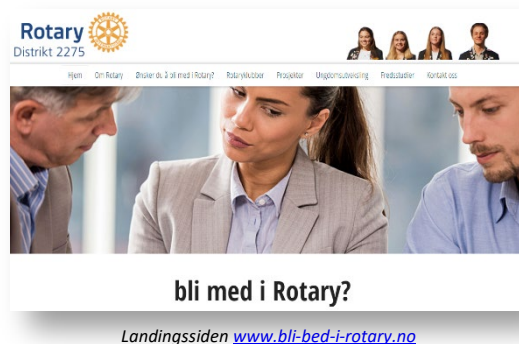 Rotary
Distrikt 2275
Hjem Om Rotary Ønsker du å bli med i Rotary? Rotaryklubber Prosjekter Ungdomsutveksling Fredsstudier Kontakt oss
bli med i Rotary?
Landingssiden www.bli-bed-i-rotary.no